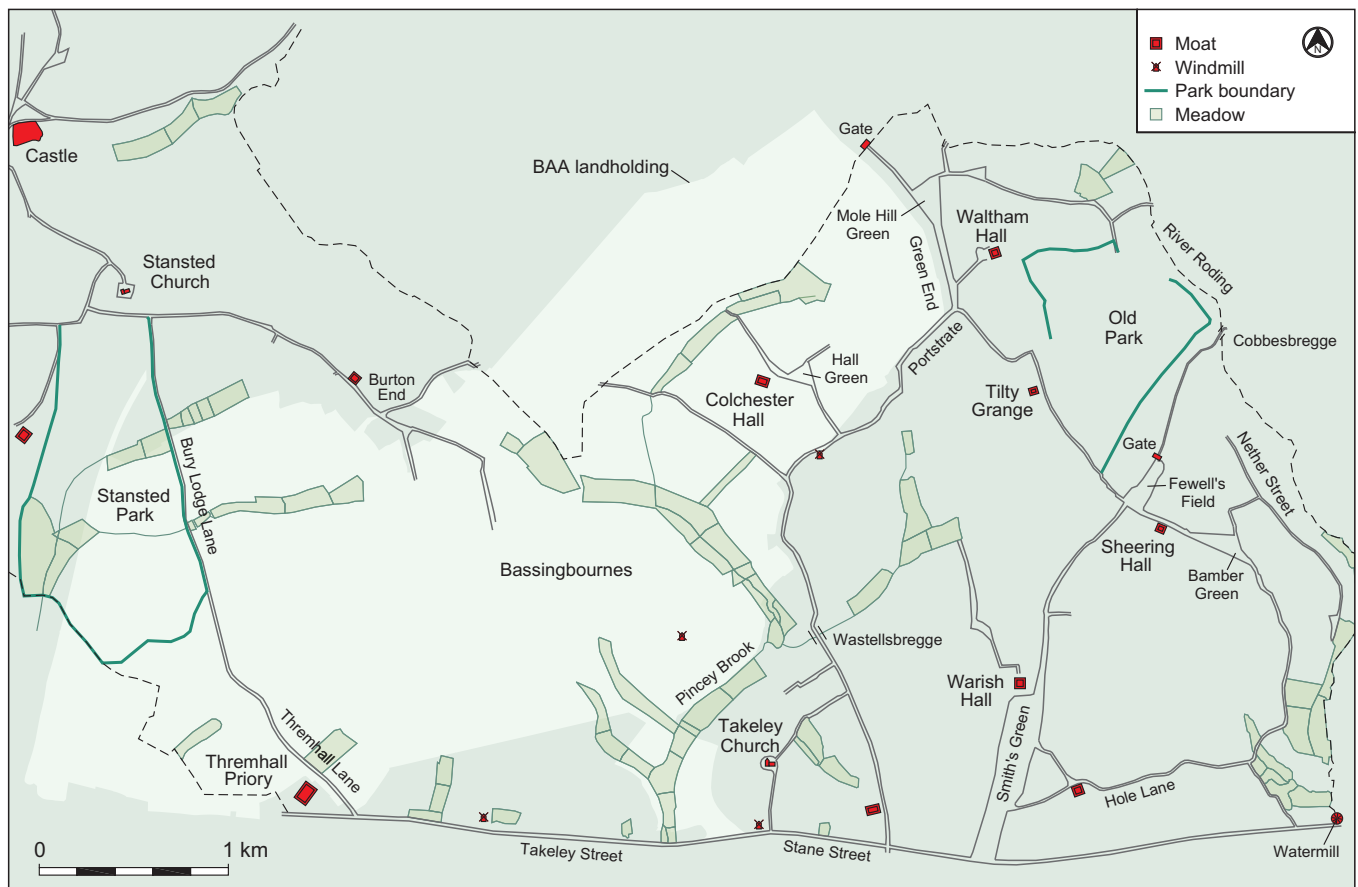 Moat
Windmill
Park boundary
Meadow
N
Castle
BAA landholding
Gate
Mole Hill
Green
Waltham
Hall
Green End
River Roding
Stansted
Church
Old
Park
Cobbesbregge
Portstrate
Burton
End
Hall
Green
Colchester
Hall
Tilty
Grange
Gate
Nether Street
Fewell's
Field
Bury Lodge Lane
Stansted
Park
Sheering
Hall
Bamber
Green
Bassingbournes
Wastellsbregge
Pincey Brook
Warish
Hall
Takeley
Church
Smith's Green
Thremhall Lane
Thremhall
Priory
Hole Lane
0
1 km
Takeley Street
Stane Street
Watermill